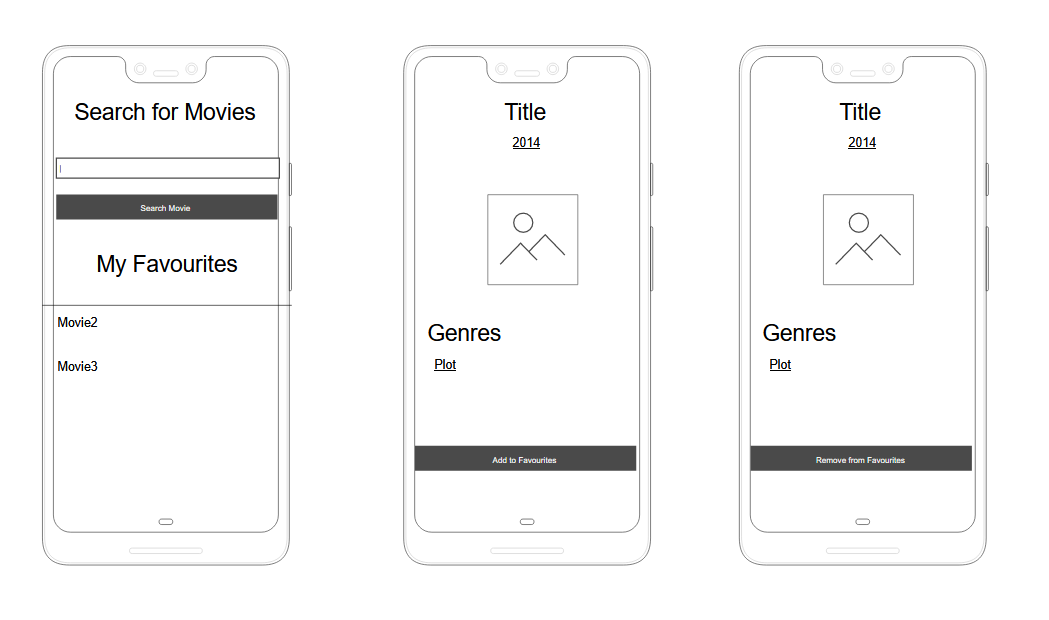 Search for Movies
Search Movie
My Favourites
Movie2
Movie3
Title
2014
Genres
Plot
Add to Favourites
Title
2014
Genres
Plot
Remove from Favourites